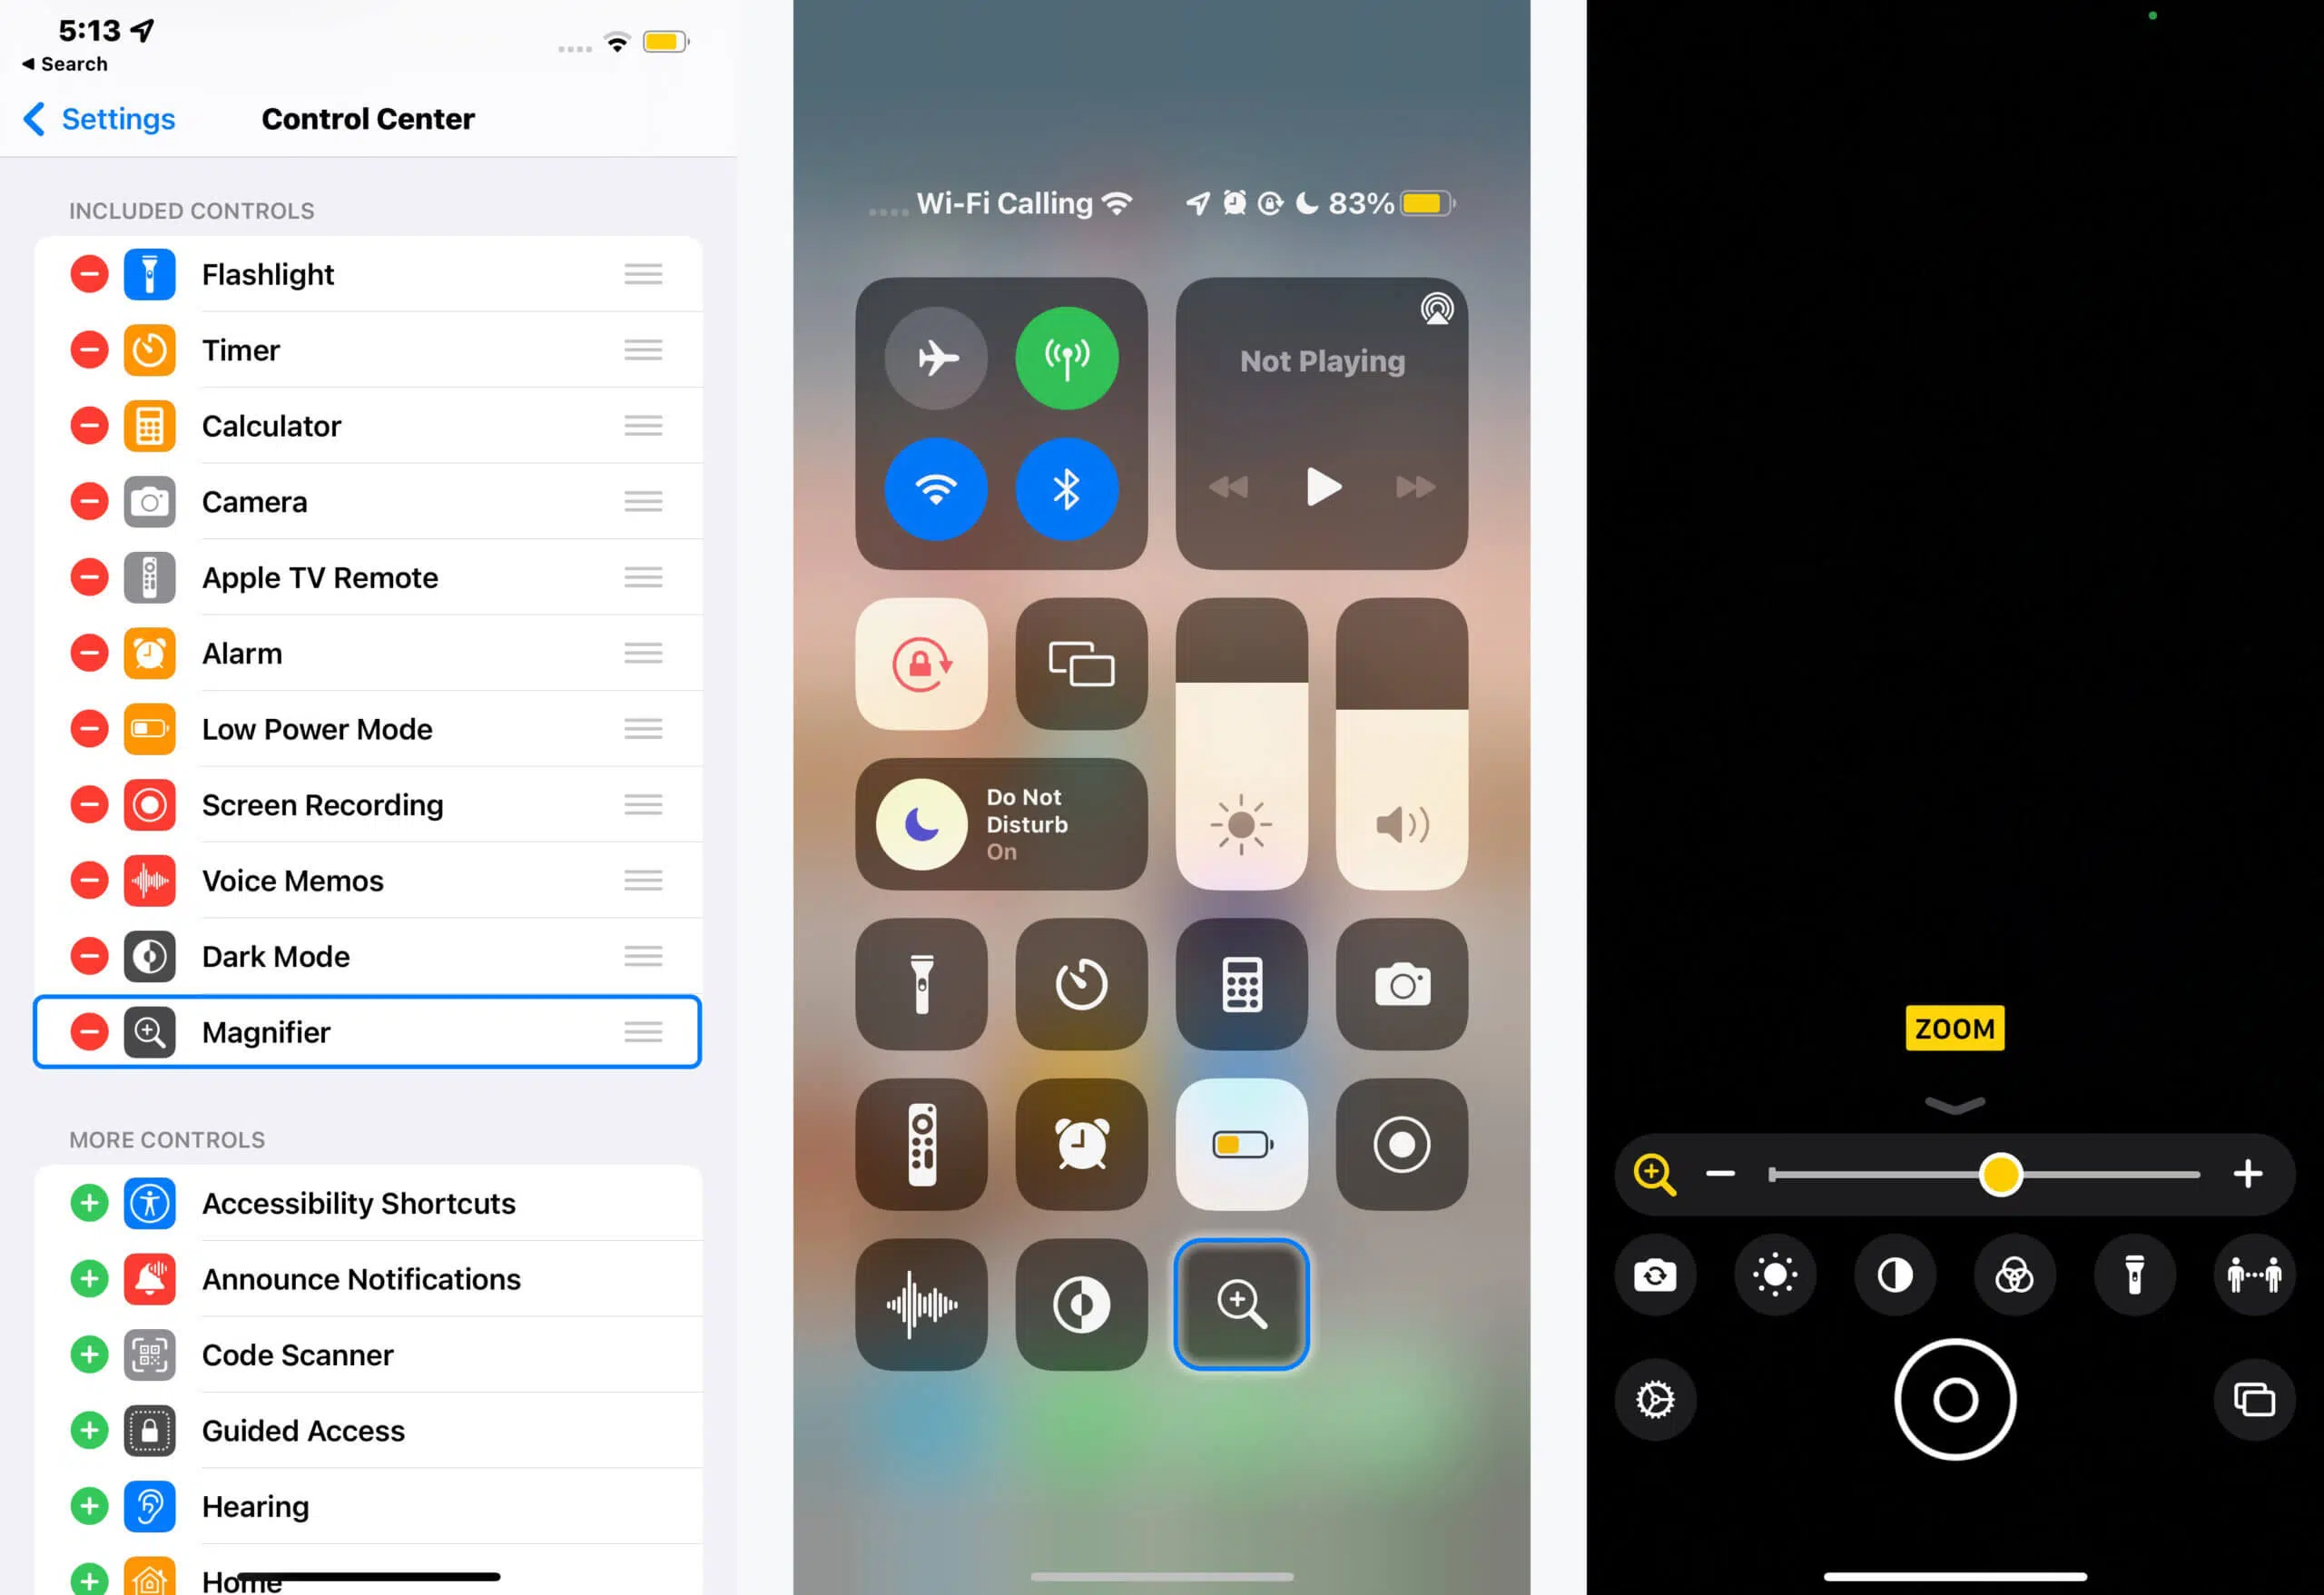 5:13
Search
Settings
Control Center
INCLUDED CONTROLS
Flashlight
Timer
Calculator
Camera
Apple TV Remote
Alarm
Low Power Mode
Screen Recording
Voice Memos
Dark Mode
Magnifier
MORE CONTROLS
Accessibility Shortcuts
Announce Notifications
Code Scanner
Guided Access
Hearing
Home
Wi-Fi Calling
83%
Not Playing
Do Not
Disturb
On
ZOOM